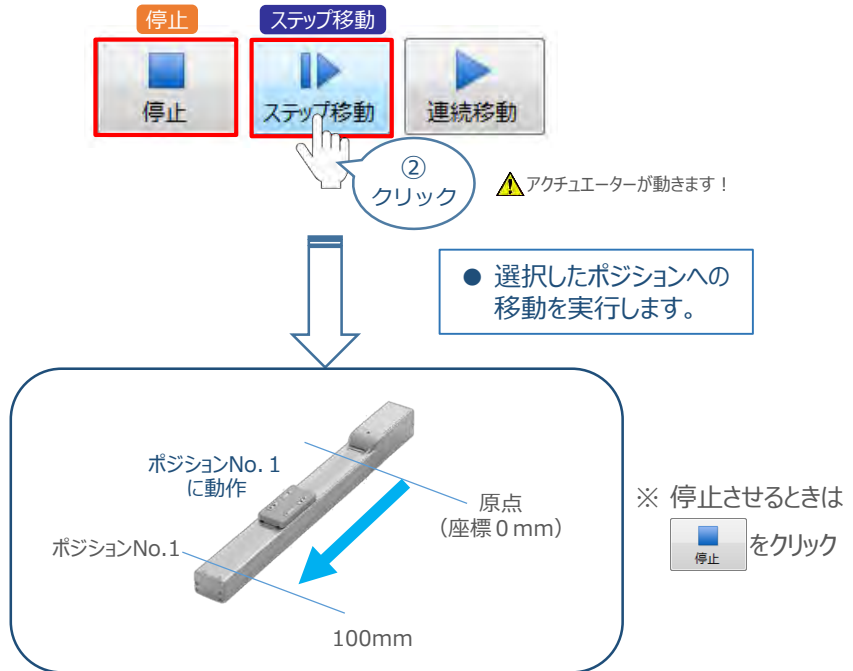 停止
ステップ移動
停止
ステップ移動
連続移動
②
クリック
アクチュエーターが動きます！
● 選択したポジションへの
移動を実行します。
ポジションNo. 1
に動作
原点
（座標０mm）
ポジションNo.1
100mm
※ 停止させるときは
停止
をクリック